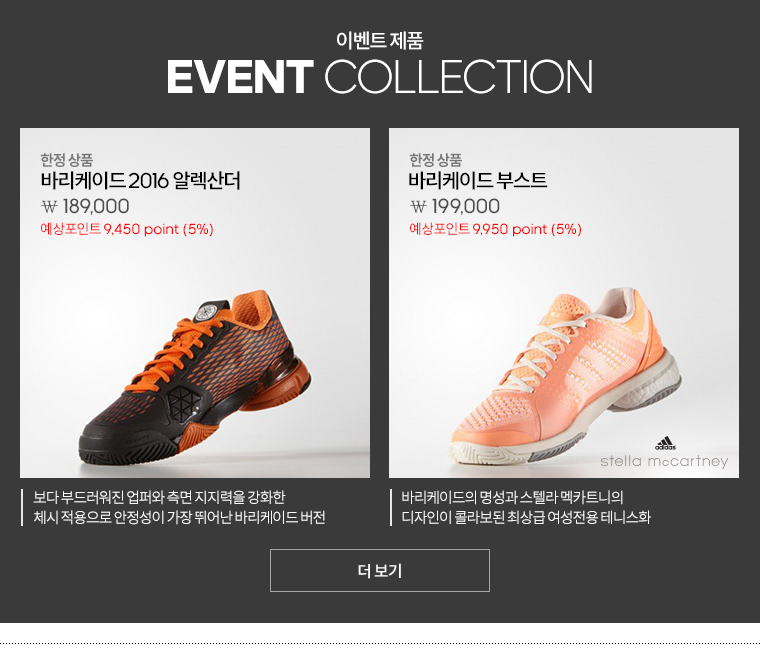 이벤트 제품
EVENT COLLECTION
한정 상품
바리케이드 2016 알렉산더
₩ 189,000
예상포인트 9,450 point (5%)
한정 상품
바리케이드 부스트
₩ 199,000
예상포인트 9,950 point (5%)
adidas
stella mccartney
보다 부드러워진 업퍼와 측면 지지력을 강화한
체시 적용으로 안정성이 가장 뛰어난 바리케이드 버전
바리케이드의 명성과 스텔라 멕카트니의
디자인이 콜라보된 최상급 여성전용 테니스화
더 보기